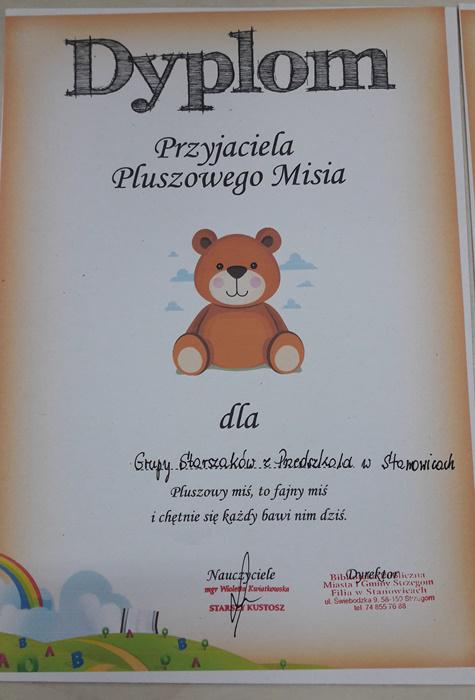 Dyplom
Przyjaciela
Pluszowego Misia
dla
Grupy Starszaków z Przedszkola w Stanowicach
Pluszowy miś, to fajny miś
i chętnie się każdy bawi nim dziś.
Nauczyciele
mgr Wioletta Kwiatkowska
STARSZY KUSTOSZ
Dyrektor
Biblioteka Publiczna
Miasta i Gminy Strzegom
Filia w Stanowicach
ul. Świebodzka 9, 58-150 Strzegom
tel. 74 855 76 88
A
B
A
B
A
B